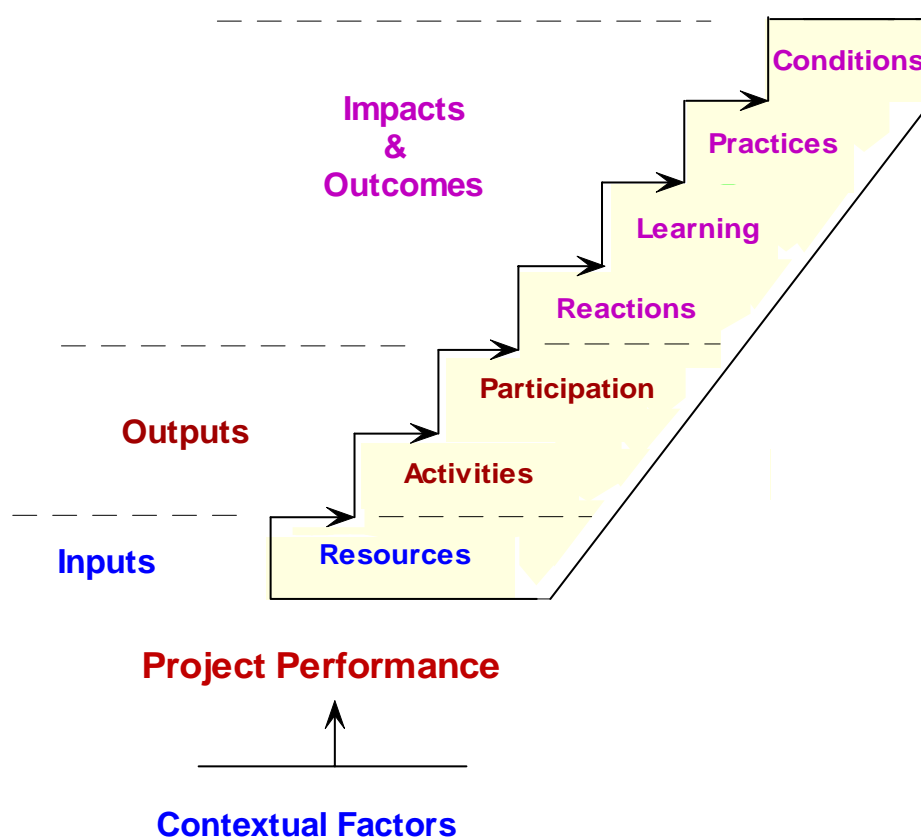 Conditions
Impacts
&
Outcomes
Practices
Learning
Reactions
Participation
Outputs
Activities
Inputs
Resources
Project Performance
Contextual Factors